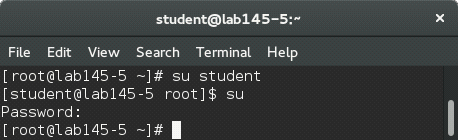 student@lab145-5:~
File Edit View Search Terminal Help
[root@lab145-5 ~]# su student
[student@lab145-5 root]$ su
Password:
[root@lab145-5 ~]#